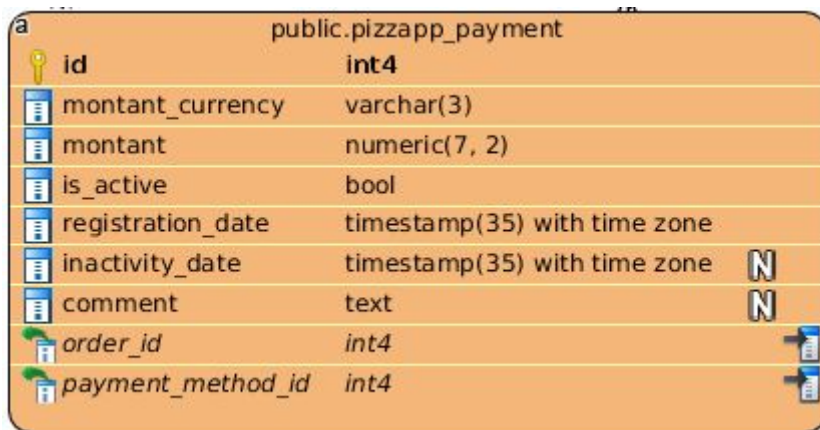 a
public.pizzapp_payment
id int4
montant_currency varchar(3)
montant numeric(7, 2)
is_active bool
registration_date timestamp(35) with time zone
inactivity_date timestamp(35) with time zone N
comment text N
order_id int4
payment_method_id int4